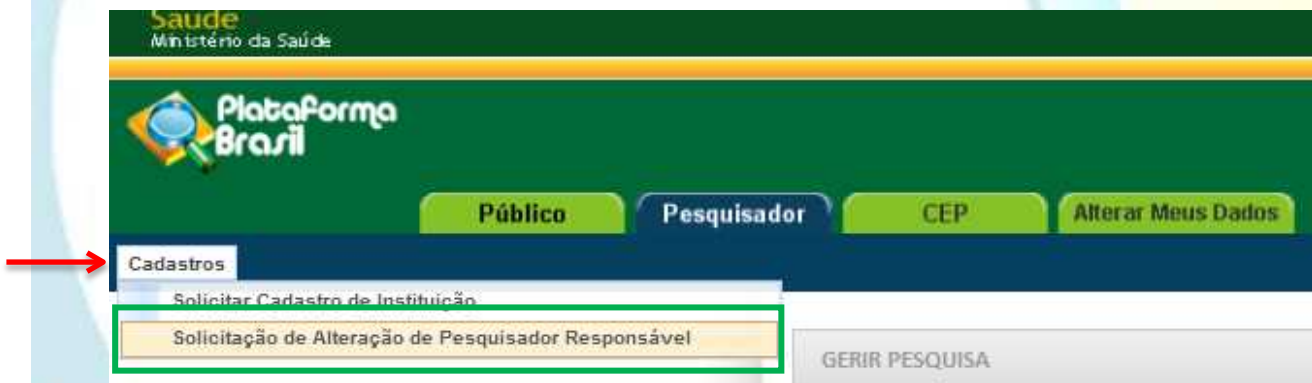 Saúde
Ministério da Saúde
Plataforma
Brasil
Público Pesquisador CEP Alterar Meus Dados
Cadastros
Solicitar Cadastro de Instituição
Solicitação de Alteração de Pesquisador Responsável
GERIR PESQUISA